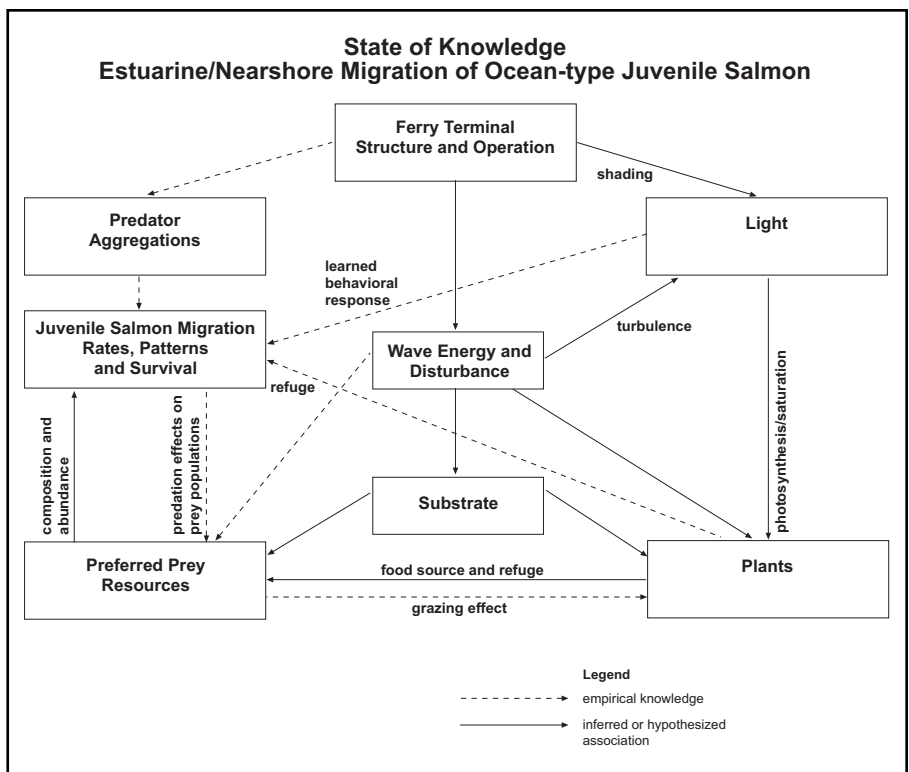 State of Knowledge
Estuarine/Nearshore Migration of Ocean-type Juvenile Salmon
Ferry Terminal
Structure and Operation
shading
Predator
Aggregations
Light
learned
behavioral
response
Juvenile Salmon Migration
Rates, Patterns
and Survival
Wave Energy and
Disturbance
turbulence
refuge
composition and
abundance
predation effects on
prey populations
photosynthesis/saturation
Substrate
Preferred Prey
Resources
food source and refuge
grazing effect
Plants
Legend
empirical knowledge
inferred or hypothesized
association